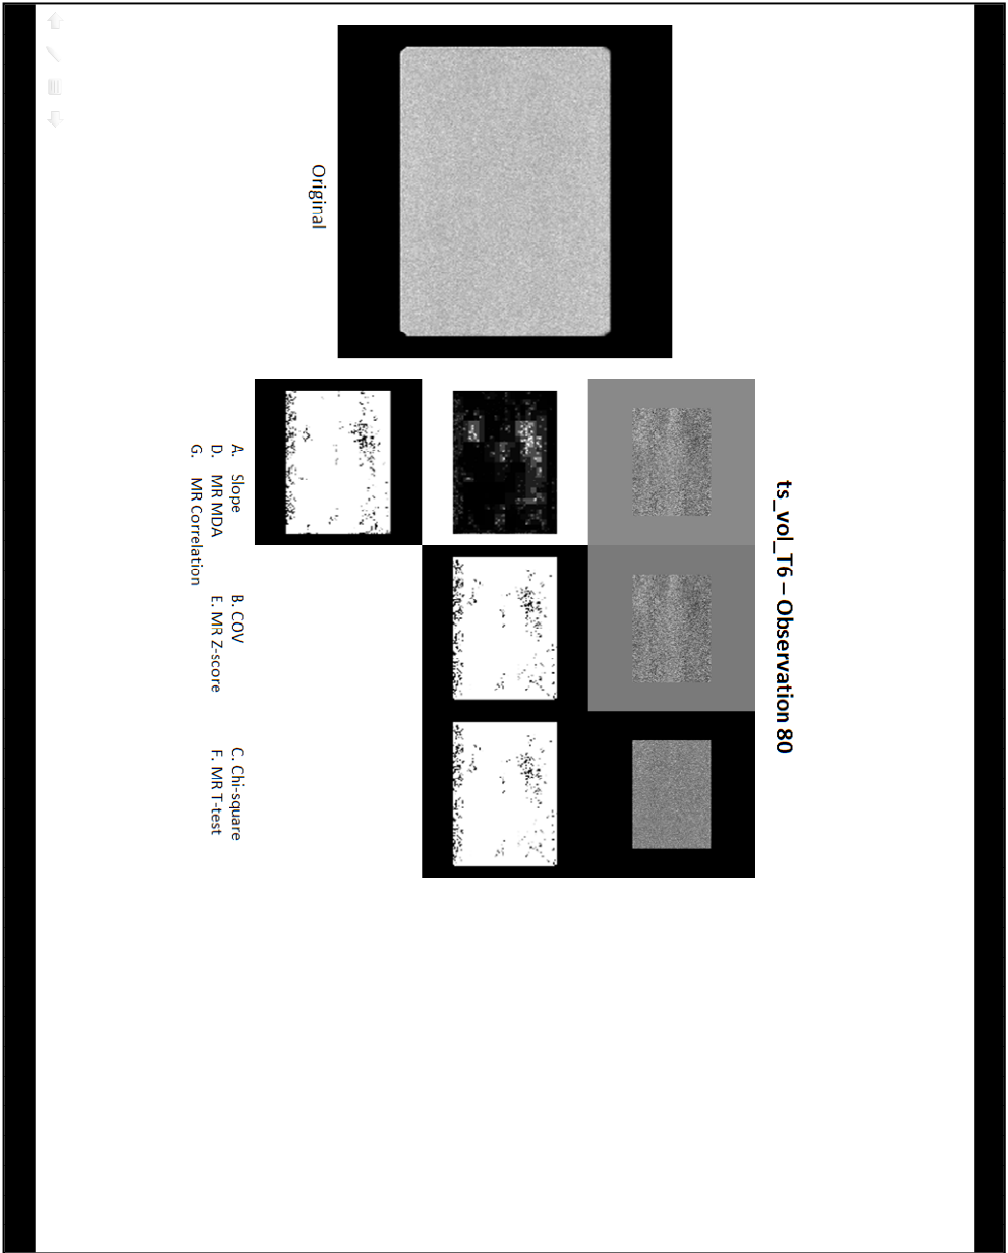 ts_vol_T6 – Observation 80
Original
A. Slope B. COV C. Chi-square
D. MR MDA E. MR Z-score F. MR T-test
G. MR Correlation